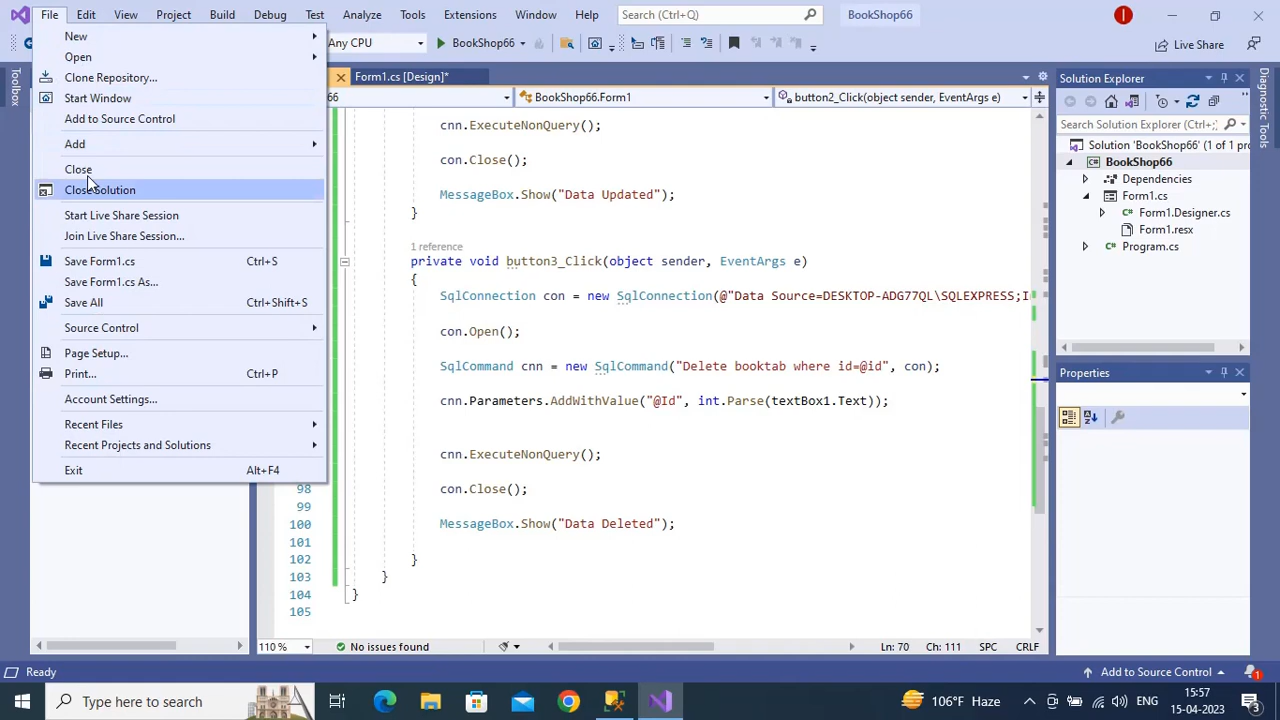 File Edit View Project Build Debug Test Analyze Tools Extensions Window Help Search (Ctrl+Q) BookShop66
Any CPU BookShop66 Live Share
New
Open
Clone Repository...
Start Window
Add to Source Control
Add
Close
Close Solution
Start Live Share Session
Join Live Share Session...
Save Form1.cs Ctrl+S
Save Form1.cs As...
Save All Ctrl+Shift+S
Source Control
Page Setup...
Print... Ctrl+P
Account Settings...
Recent Files
Recent Projects and Solutions
Exit Alt+F4
Toolbox
Form1.cs [Design]*
66 BookShop66.Form1 button2_Click(object sender, EventArgs e)
cnn.ExecuteNonQuery();
con.Close();
MessageBox.Show("Data Updated");
}
1 reference
private void button3_Click(object sender, EventArgs e)
{
SqlConnection con = new SqlConnection(@"Data Source=DESKTOP-ADG77QL\SQLEXPRESS;I
con.Open();
SqlCommand cnn = new SqlCommand("Delete booktab where id=@id", con);
cnn.Parameters.AddWithValue("@Id", int.Parse(textBox1.Text));
cnn.ExecuteNonQuery();
98 con.Close();
99
100 MessageBox.Show("Data Deleted");
101
102 }
103 }
104 }
105
110 % No issues found Ln: 70 Ch: 111 SPC CRLF
Solution Explorer
Search Solution Explorer (Ctrl+;)
Solution 'BookShop66' (1 of 1 pr
BookShop66
Dependencies
Form1.cs
Form1.Designer.cs
Form1.resx
Program.cs
Properties
Diagnostic Tools
Ready Add to Source Control 1
Type here to search 106°F Haze ENG 15:57
15-04-2023 3